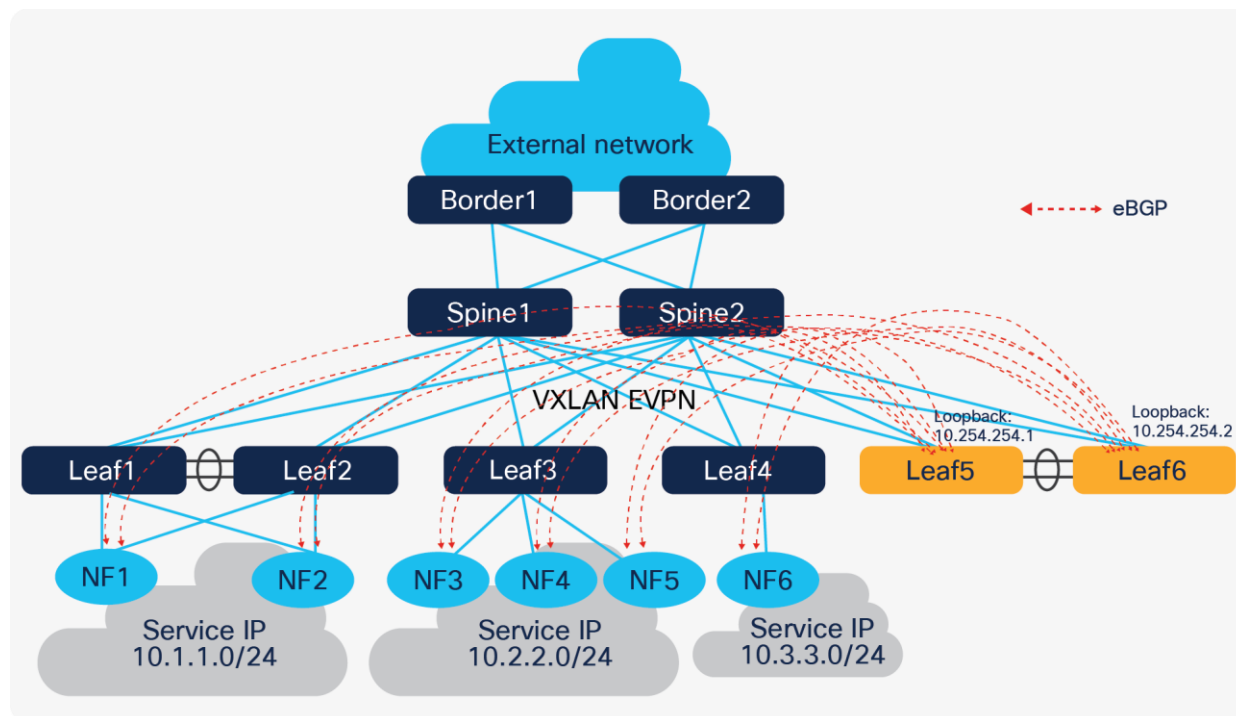 External network
Border1
Border2
eBGP
Spine1
Spine2
VXLAN EVPN
Loopback:
10.254.254.1
Loopback:
10.254.254.2
Leaf1
Leaf2
Leaf3
Leaf4
Leaf5
Leaf6
NF1
NF2
NF3
NF4
NF5
NF6
Service IP
10.1.1.0/24
Service IP
10.2.2.0/24
Service IP
10.3.3.0/24